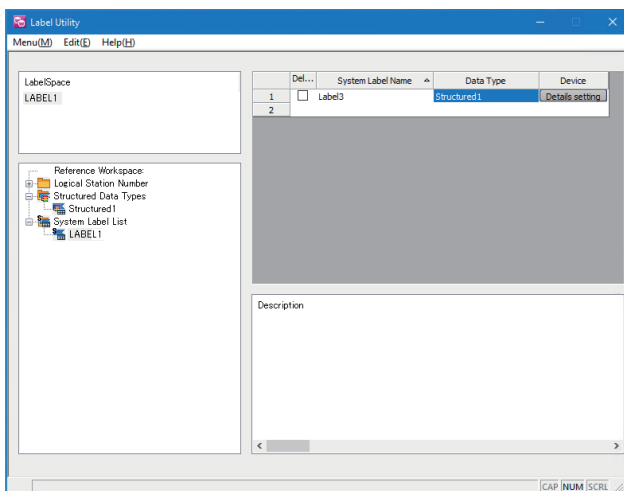 Label Utility
Menu(M) Edit(E) Help(H)
LabelSpace
LABEL1
Reference Workspace:
Logical Station Number
Structured Data Types
Structured1
System Label List
LABEL1
Del... System Label Name Data Type Device
1 Label3 Structured1 Details setting
2
Description
CAP NUM SCRL